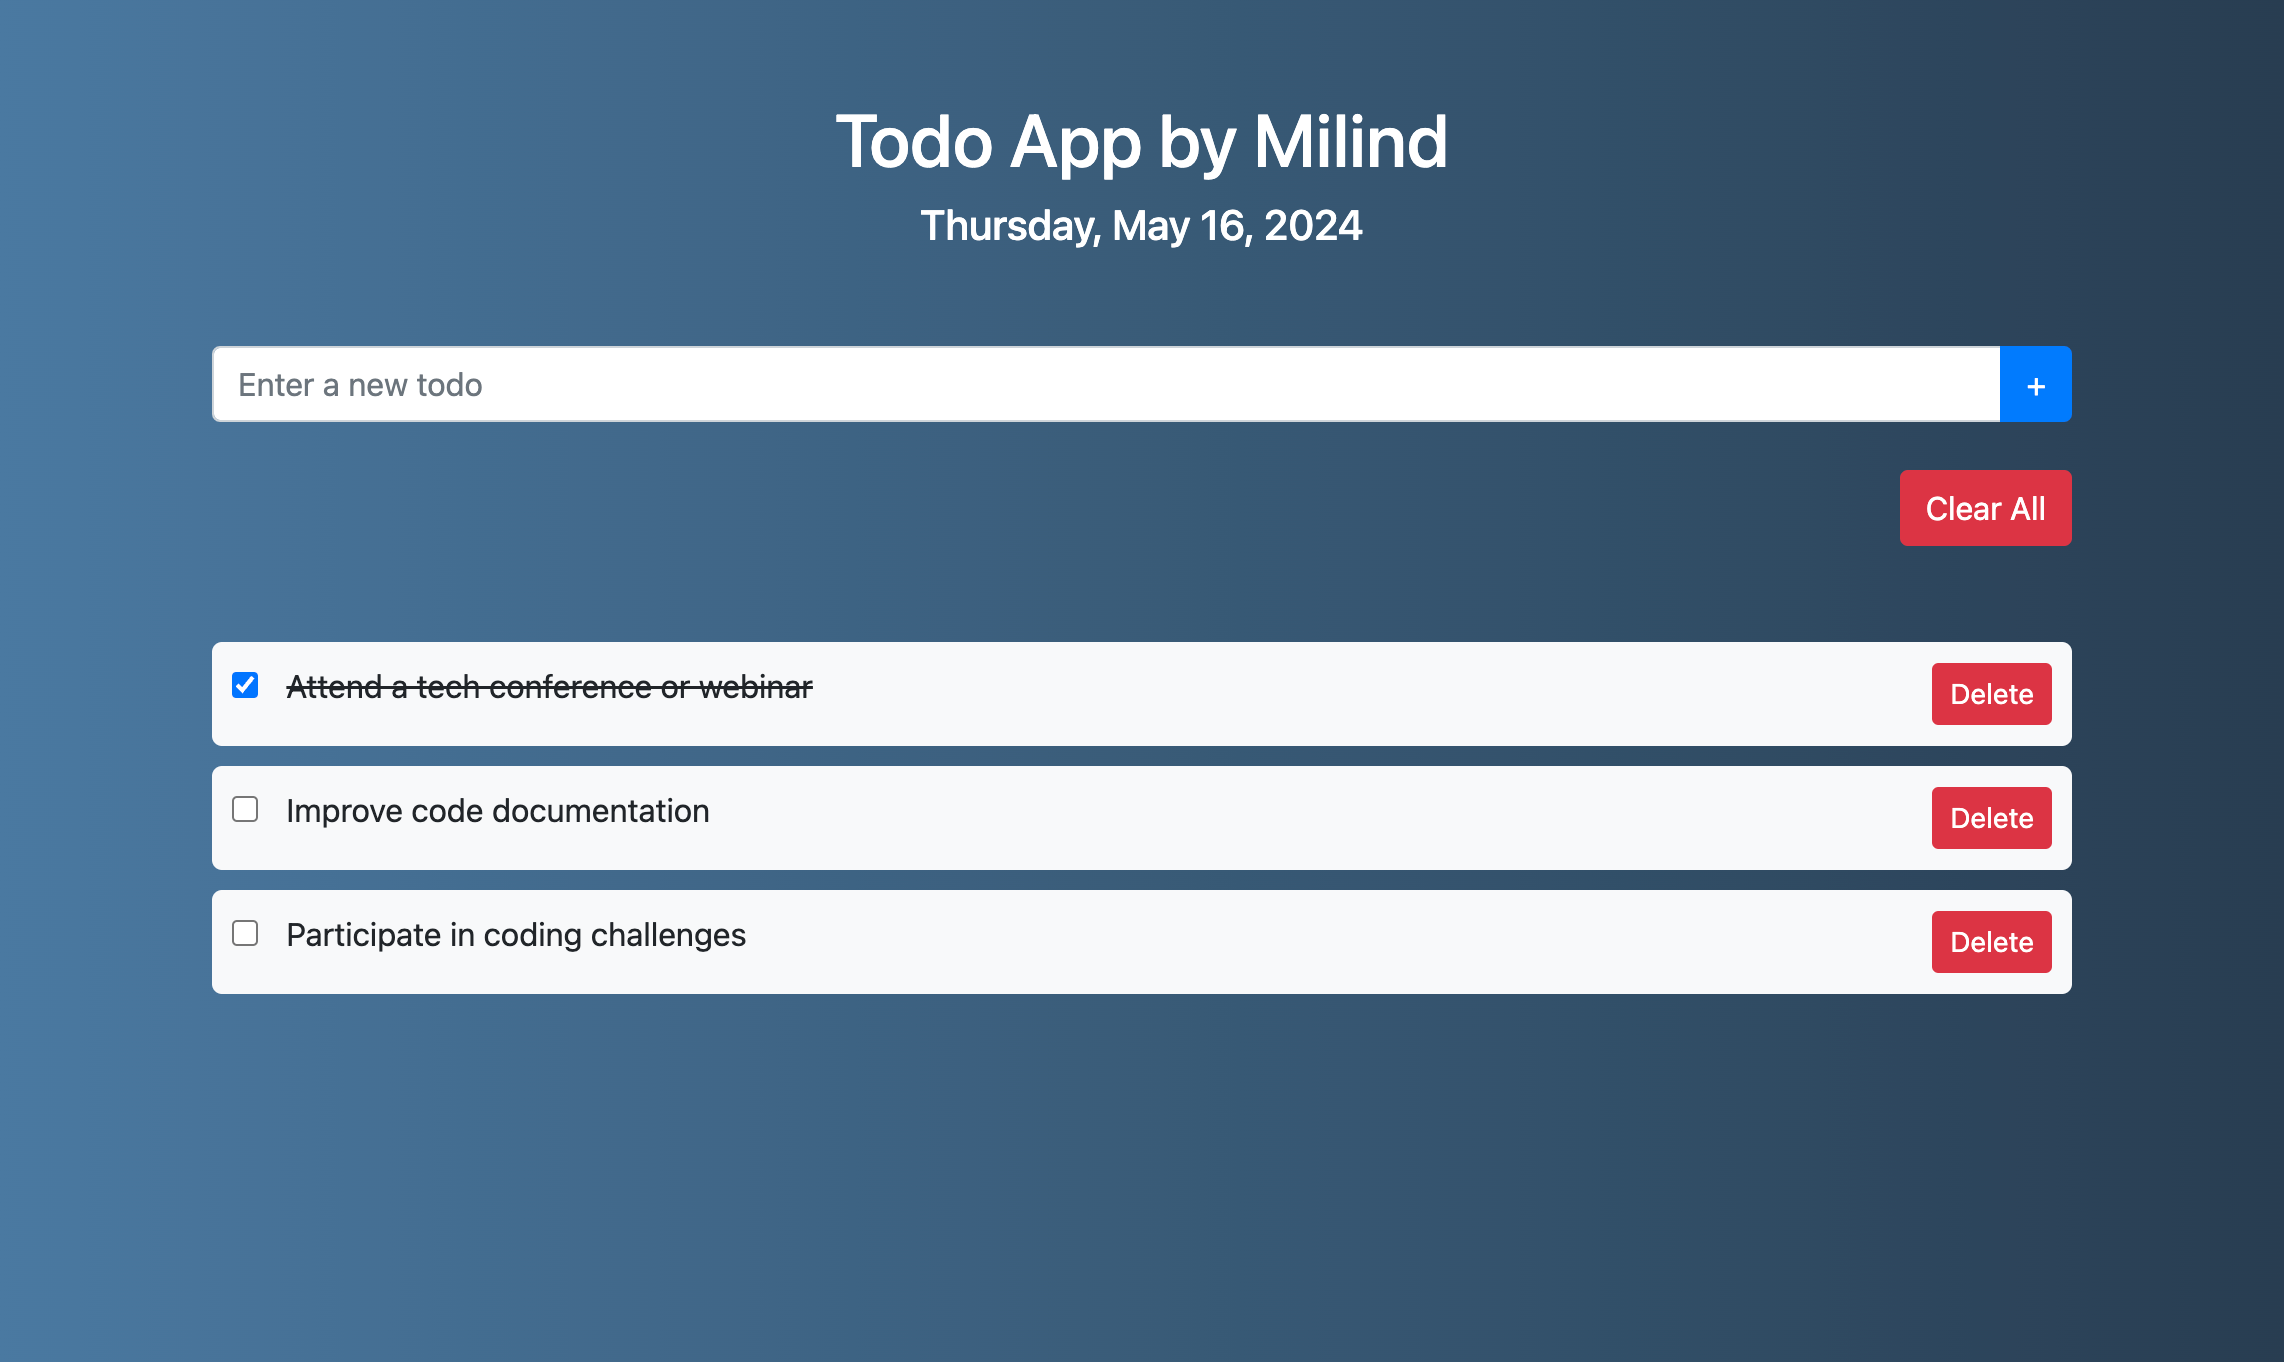 Todo App by Milind
Thursday, May 16, 2024
Enter a new todo
+
Clear All
Attend a tech conference or webinar
Delete
Improve code documentation
Delete
Participate in coding challenges
Delete